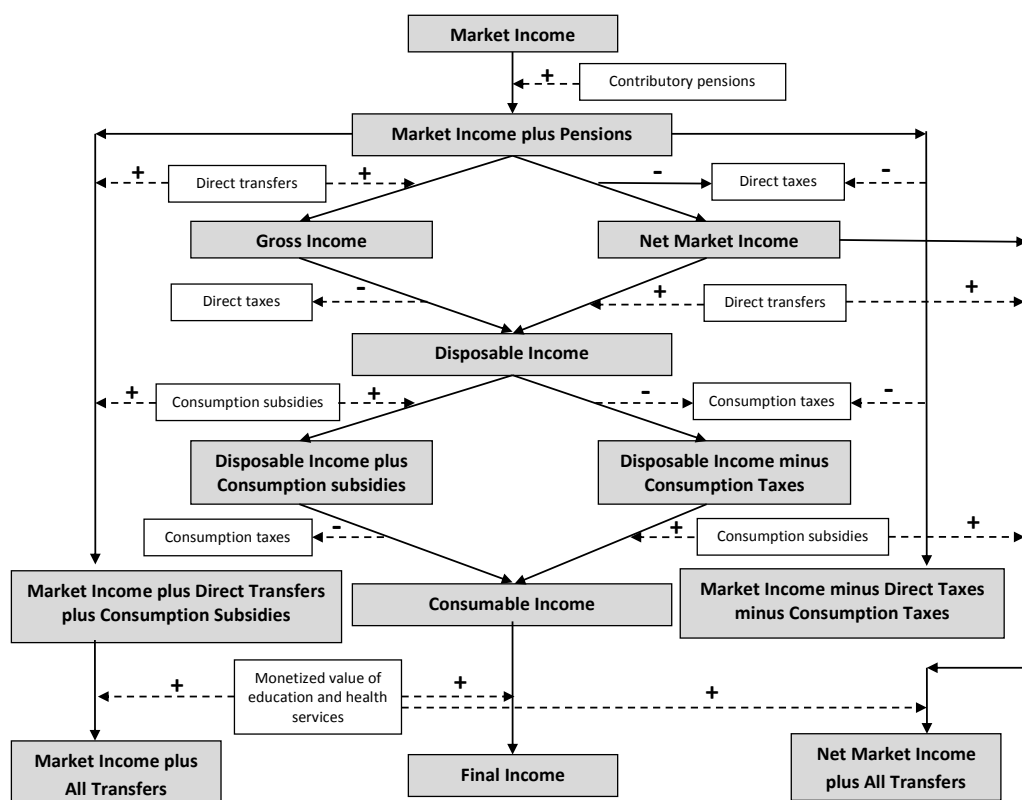 Market Income
+
Contributory pensions
Market Income plus Pensions
+
Direct transfers
+
-
Direct taxes
-
Gross Income
Net Market Income
Direct taxes
-
+
Direct transfers
+
Disposable Income
+
Consumption subsidies
+
-
Consumption taxes
-
Disposable Income plus
Consumption subsidies
Disposable Income minus
Consumption Taxes
Consumption taxes
-
+
Consumption subsidies
+
Market Income plus Direct Transfers
plus Consumption Subsidies
Consumable Income
Market Income minus Direct Taxes
minus Consumption Taxes
+
Monetized value of
education and health
services
+
+
Market Income plus
All Transfers
Final Income
Net Market Income
plus All Transfers